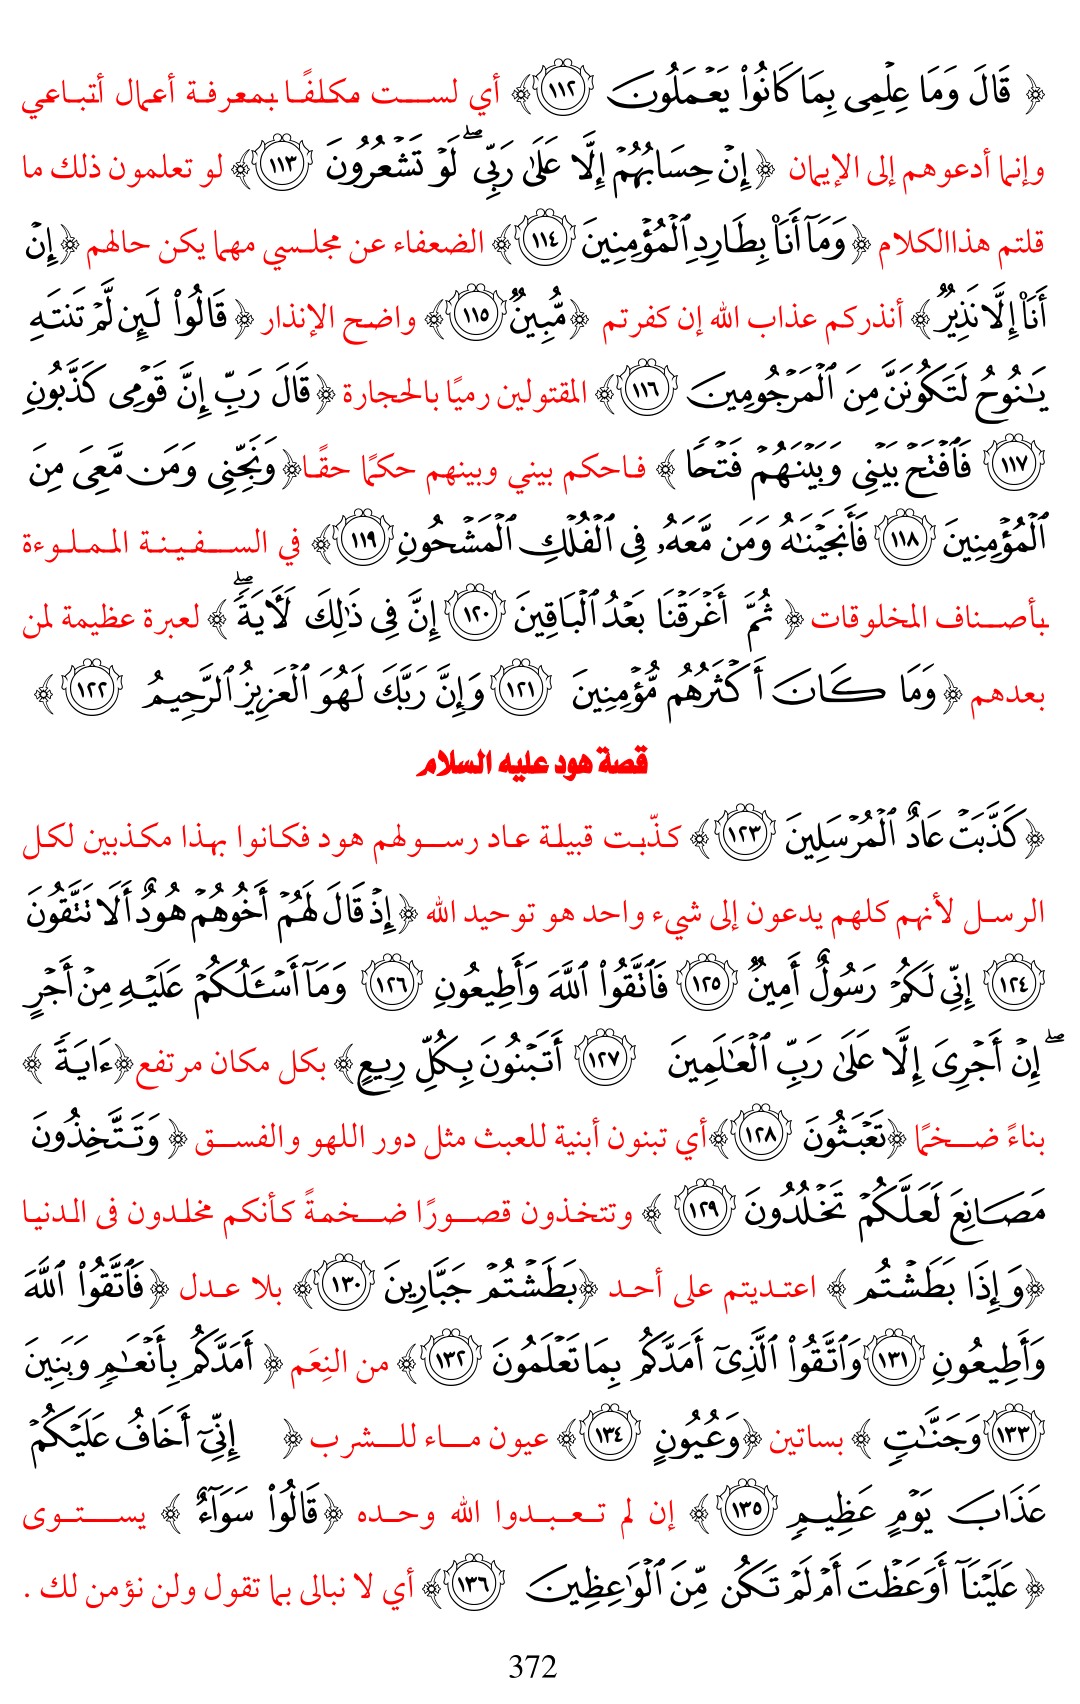 ﴿ قَالَ وَمَا عِلْمِى بِمَا كَانُوا۟ يَعْمَلُونَ ١١٢﴾ أي لست مكلفًا بمعرفة أعمال أتباعي
وإنما أدعوهم إلى الإيمان ﴿ إِنْ حِسَابُهُمْ إِلَّا عَلَىٰ رَبِّى ۖ لَوْ تَشْعُرُونَ ١١٣﴾ لو تعلمون ذلك ما
قلتم هذاالكلام ﴿وَمَآ أَنَا۠ بِطَارِدِ ٱلْمُؤْمِنِينَ ١١٤﴾ الضعفاء عن مجلسي مهما يكن حالهم ﴿إِنْ
أَنَا۠ إِلَّا نَذِيرٌ﴾ أنذركم عذاب الله إن كفرتم ﴿مُّبِينٌ ١١٥﴾ واضح الإنذار ﴿ قَالُوا۟ لَئِن لَّمْ تَنتَهِ
يَـٰنُوحُ لَتَكُونَنَّ مِنَ ٱلْمَرْجُومِينَ ١١٦﴾ المقتولين رميًا بالحجارة ﴿قَالَ رَبِّ إِنَّ قَوْمِى كَذَّبُونِ
١١٧ فَٱفْتَحْ بَيْنِى وَبَيْنَهُمْ فَتْحًا ﴾ فاحكم بيني وبينهم حكمًا حقًا﴿ وَنَجِّنِى وَمَن مَّعِىَ مِنَ
ٱلْمُؤْمِنِينَ ١١٨ فَأَنجَيْنَـٰهُ وَمَن مَّعَهُۥ فِى ٱلْفُلْكِ ٱلْمَشْحُونِ ١١٩﴾ في السفينة المملوءة
بأصناف المخلوقات ﴿ ثُمَّ أَغْرَقْنَا بَعْدُ ٱلْبَاقِينَ ١٢٠ إِنَّ فِى ذَٰلِكَ لَـَٔايَةً ۖ ﴾ لعبرة عظيمة لمن
بعدهم ﴿ وَمَا كَانَ أَكْثَرُهُم مُّؤْمِنِينَ ١٢١ وَإِنَّ رَبَّكَ لَهُوَ ٱلْعَزِيزُ ٱلرَّحِيمُ ١٢٢ ﴾
قصة هود عليه السلام
﴿كَذَّبَتْ عَادٌ ٱلْمُرْسَلِينَ ١٢٣﴾ كذّبت قبيلة عاد رسولهم هود فكانوا بهذا مكذبين لكل
الرسل لأنهم كلهم يدعون إلى شيء واحد هو توحيد الله ﴿إِذْ قَالَ لَهُمْ أَخُوهُمْ هُودٌ أَلَا تَتَّقُونَ
١٢٤ إِنِّى لَكُمْ رَسُولٌ أَمِينٌ ١٢٥ فَٱتَّقُوا۟ ٱللَّهَ وَأَطِيعُونِ ١٢٦ وَمَآ أَسْـَٔلُكُمْ عَلَيْهِ مِنْ أَجْرٍ
ۖ إِنْ أَجْرِىَ إِلَّا عَلَىٰ رَبِّ ٱلْعَـٰلَمِينَ ١٢٧ أَتَبْنُونَ بِكُلِّ رِيعٍ﴾ بكل مكان مرتفع﴿ءَايَةً ﴾
بناءً ضخمًا ﴿تَعْبَثُونَ ١٢٨﴾أي تبنون أبنية للعبث مثل دور اللهو والفسق ﴿ وَتَتَّخِذُونَ
مَصَانِعَ لَعَلَّكُمْ تَخْلُدُونَ ١٢٩ ﴾ وتتخذون قصورًا ضخمةً كأنكم مخلدون فى الدنيا
﴿وَإِذَا بَطَشْتُم ﴾ اعتديتم على أحد ﴿بَطَشْتُمْ جَبَّارِينَ ١٣٠﴾ بلا عدل ﴿فَٱتَّقُوا۟ ٱللَّهَ
وَأَطِيعُونِ ١٣١ وَٱتَّقُوا۟ ٱلَّذِىٓ أَمَدَّكُم بِمَا تَعْلَمُونَ ١٣٢﴾ من النِعَم ﴿ أَمَدَّكُم بِأَنْعَـٰمٍ وَبَنِينَ
١٣٣ وَجَنَّـٰتٍ ﴾ بساتين ﴿وَعُيُونٍ ١٣٤﴾ عيون ماء للشرب ﴿ إِنِّىٓ أَخَافُ عَلَيْكُمْ
عَذَابَ يَوْمٍ عَظِيمٍ ١٣٥ ﴾ إن لم تعبدوا الله وحده ﴿قَالُوا۟ سَوَآءٌ ﴾ يستوى
﴿ عَلَيْنَآ أَوَعَظْتَ أَمْ لَمْ تَكُن مِّنَ ٱلْوَٰعِظِينَ ١٣٦﴾ أي لا نبالى بما تقول ولن نؤمن لك .
372